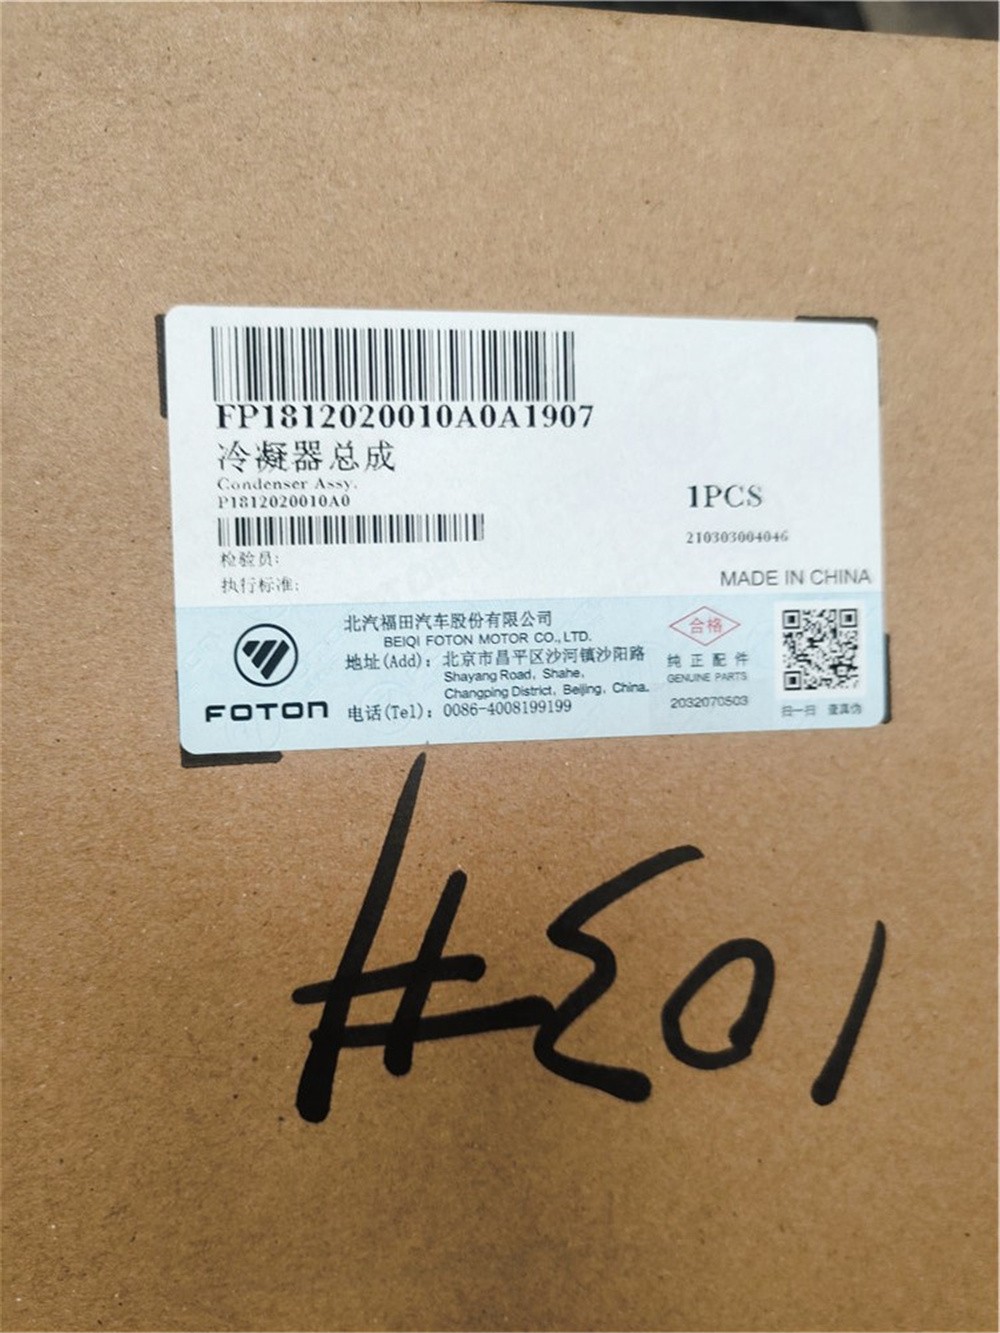 FP1812020010A0A1907
冷凝器总成
Condenser Assy.
P1812020010A0
1PCS
210303004046
检验员:
执行标准:
MADE IN CHINA
FOTON
北汽福田汽车股份有限公司
BEIQI FOTON MOTOR CO., LTD.
地址(Add): 北京市昌平区沙河镇沙阳路
Shayang Road, Shahe,
Changping District, Beijing, China.
电话(Tel): 0086-4008199199
合格
纯正配件
GENUINE PARTS
2032070503
扫一扫 查真伪
#E01